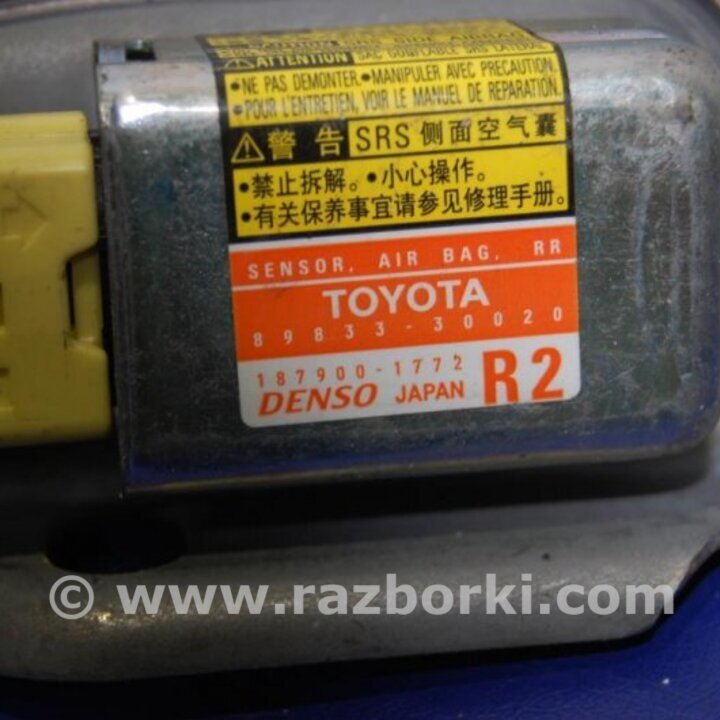 ATTENTION
•NE PAS DEMONTER.•MANIPULER AVEC PRECAUTION.
•POUR L'ENTRETIEN, VOIR LE MANUEL DE REPARATION.
警告 SRS 侧面空气囊
•禁止拆解。•小心操作。
•有关保养事宜请参见修理手册。
SENSOR, AIR BAG, RR
TOYOTA
89833-30020
187900-1772
DENSO JAPAN R2
© www.razborki.com